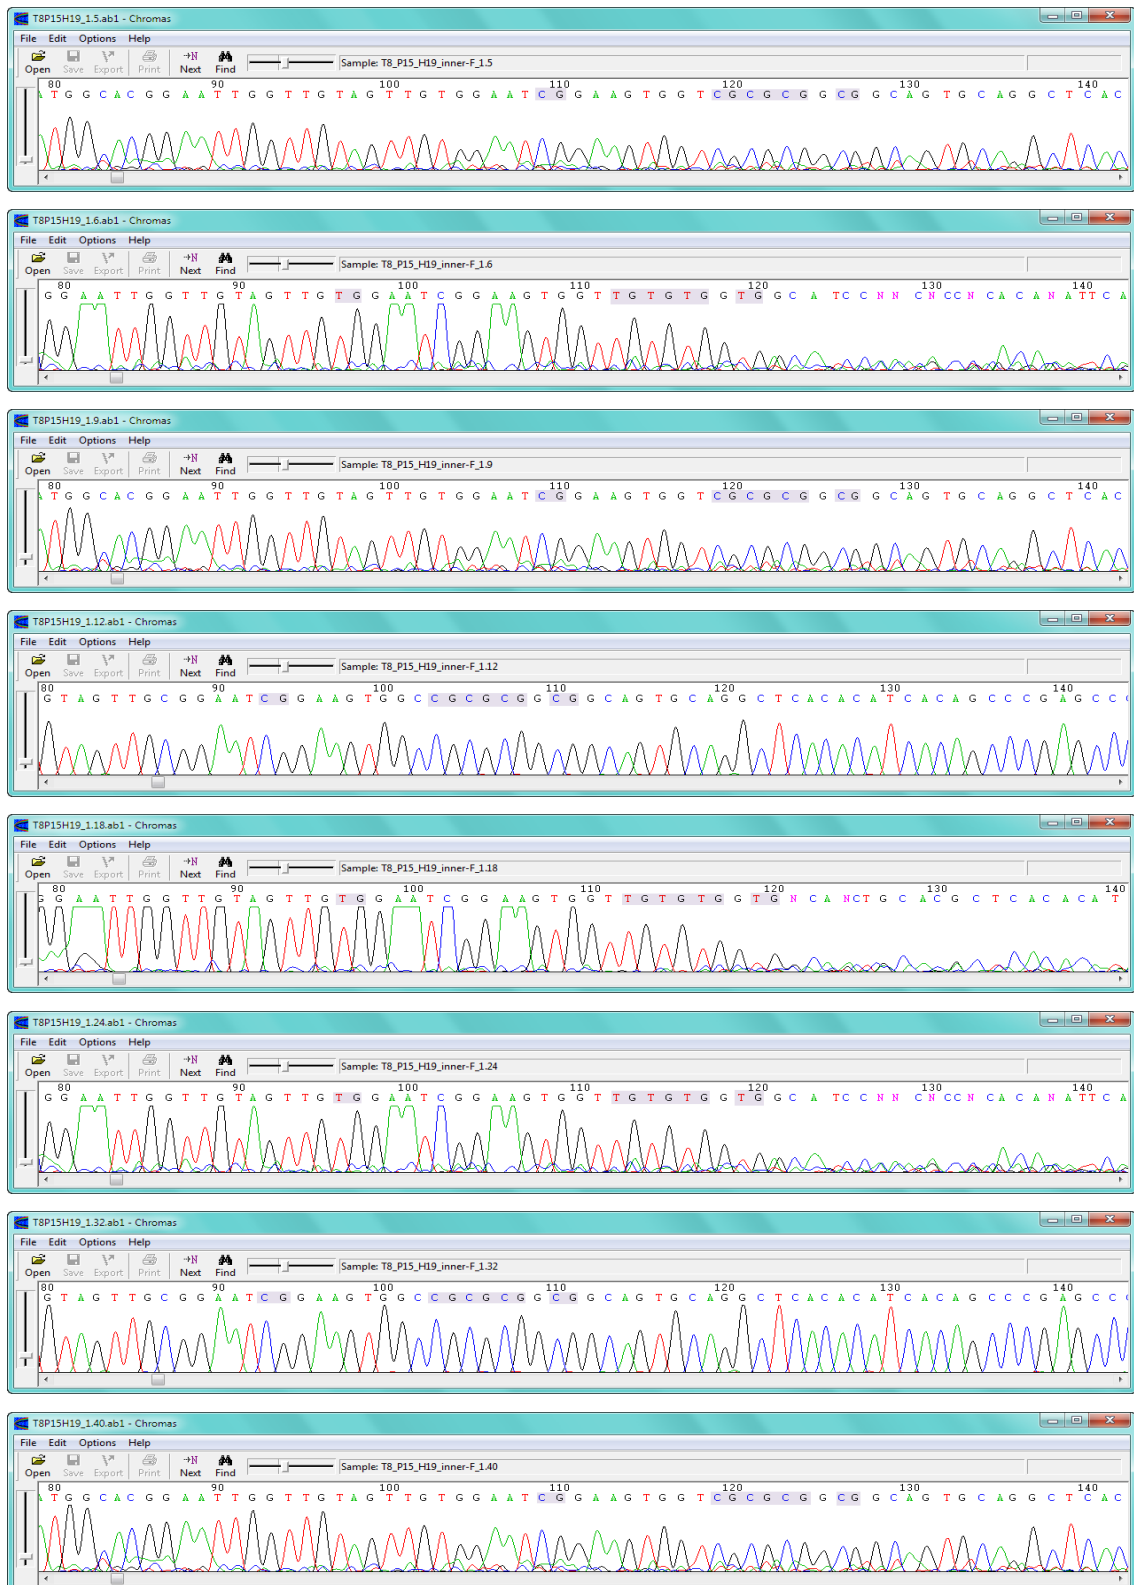 T8P15H19_1.5.ab1 - Chromas
File Edit Options Help
Open Save Export Print Next Find Sample: T8_P15_H19_inner-F_1.5
80 90 100 110 120 130 140
A T G G C A C G G A A T T G G T T G T A G T T G T G G A A T C G G A A G T G G T C G C G C G G C G G C A G T G C A G G C T C A C
T8P15H19_1.6.ab1 - Chromas
File Edit Options Help
Open Save Export Print Next Find Sample: T8_P15_H19_inner-F_1.6
80 90 100 110 120 130 140
G G A A T T G G T T G T A G T T G T G G A A T C G G A A G T G G T T G T G T G G T G G C A T C C N N C N C C N C A C A N A T T C A
T8P15H19_1.9.ab1 - Chromas
File Edit Options Help
Open Save Export Print Next Find Sample: T8_P15_H19_inner-F_1.9
80 90 100 110 120 130 140
A T G G C A C G G A A T T G G T T G T A G T T G T G G A A T C G G A A G T G G T C G C G C G G C G G C A G T G C A G G C T C A C
T8P15H19_1.12.ab1 - Chromas
File Edit Options Help
Open Save Export Print Next Find Sample: T8_P15_H19_inner-F_1.12
80 90 100 110 120 130 140
G T A G T T G C G G A A T C G G A A G T G G C C G C G C G G C G G C A G T G C A G G C T C A C A C A T C A C A G C C C G A G C C C
T8P15H19_1.18.ab1 - Chromas
File Edit Options Help
Open Save Export Print Next Find Sample: T8_P15_H19_inner-F_1.18
80 90 100 110 120 130 140
G G A A T T G G T T G T A G T T G T G G A A T C G G A A G T G G T T G T G T G G T G N C A N C T G C A C G C T C A C A C A T
T8P15H19_1.24.ab1 - Chromas
File Edit Options Help
Open Save Export Print Next Find Sample: T8_P15_H19_inner-F_1.24
80 90 100 110 120 130 140
G G A A T T G G T T G T A G T T G T G G A A T C G G A A G T G G T T G T G T G G T G G C A T C C N N C N C C N C A C A N A T T C A
T8P15H19_1.32.ab1 - Chromas
File Edit Options Help
Open Save Export Print Next Find Sample: T8_P15_H19_inner-F_1.32
80 90 100 110 120 130 140
G T A G T T G C G G A A T C G G A A G T G G C C G C G C G G C G G C A G T G C A G G C T C A C A C A T C A C A G C C C G A G C C C
T8P15H19_1.40.ab1 - Chromas
File Edit Options Help
Open Save Export Print Next Find Sample: T8_P15_H19_inner-F_1.40
80 90 100 110 120 130 140
A T G G C A C G G A A T T G G T T G T A G T T G T G G A A T C G G A A G T G G T C G C G C G G C G G C A G T G C A G G C T C A C